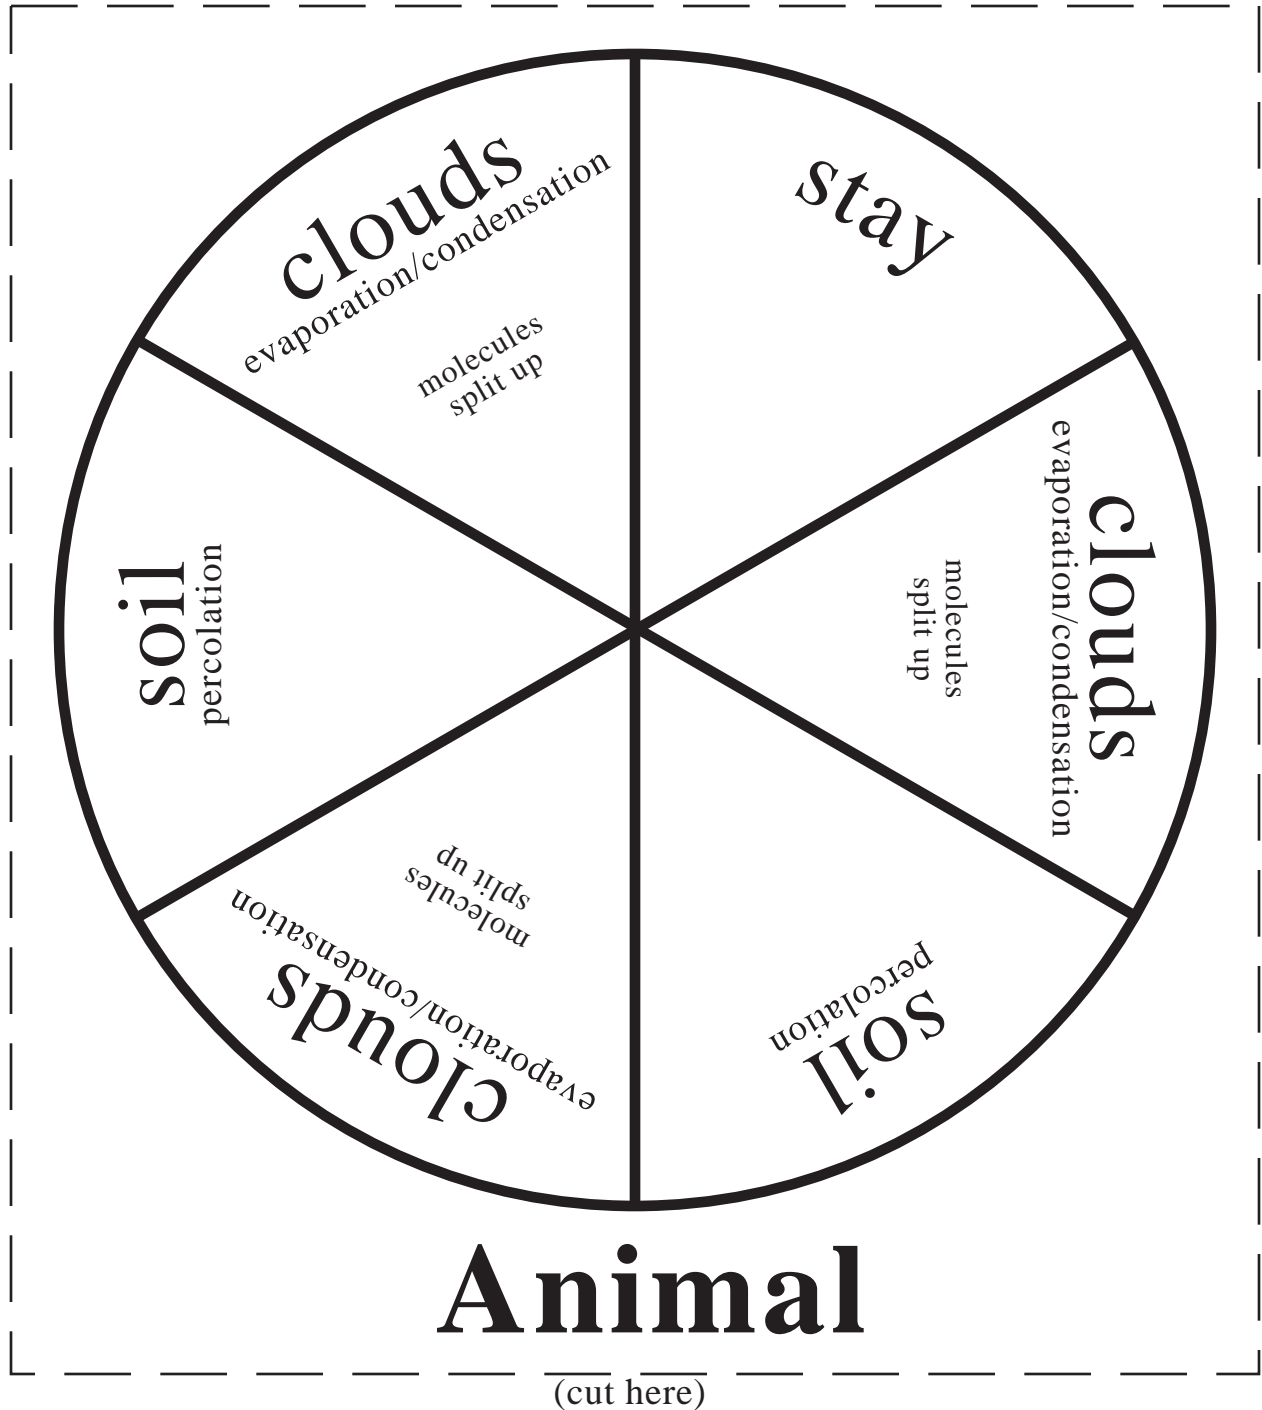 clouds
evaporation/condensation
molecules
split up
stay
clouds
evaporation/condensation
molecules
split up
soil
percolation
clouds
evaporation/condensation
molecules
split up
soil
percolation
Animal
(cut here)